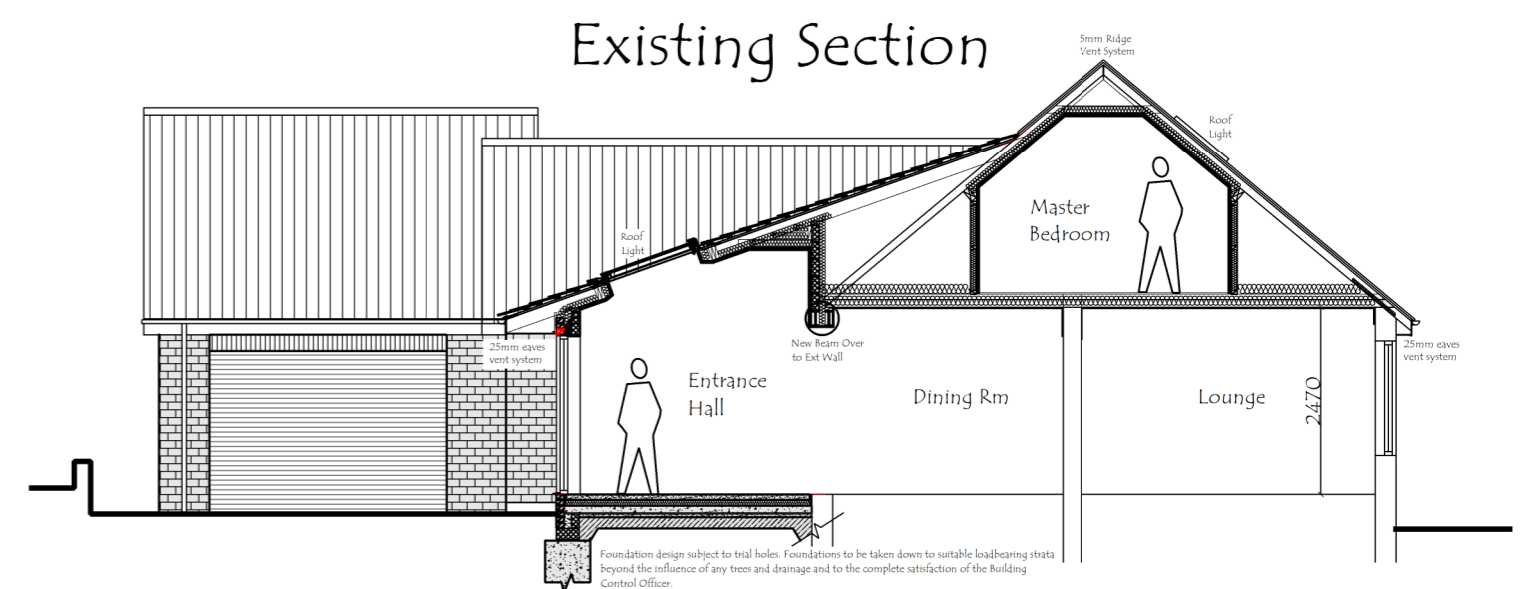 Existing Section
5mm Ridge
Vent System
Roof
Light
Master
Bedroom
Roof
Light
25mm eaves
vent system
New Beam Over
to Ext Wall
25mm eaves
vent system
Entrance
Hall
Dining Rm
Lounge
2470
Foundation design subject to trial holes. Foundations to be taken down to suitable loadbearing strata
beyond the influence of any trees and drainage and to the complete satisfaction of the Building
Control Officer.